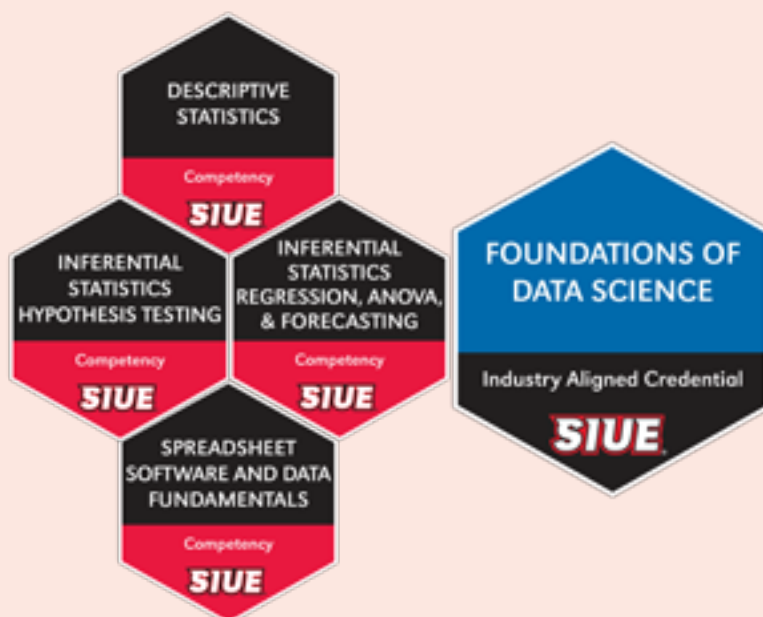 DESCRIPTIVE
STATISTICS
Competency
SIUE
INFERENTIAL
STATISTICS
HYPOTHESIS TESTING
Competency
SIUE
INFERENTIAL
STATISTICS
REGRESSION, ANOVA,
& FORECASTING
Competency
SIUE
SPREADSHEET
SOFTWARE AND DATA
FUNDAMENTALS
Competency
SIUE
FOUNDATIONS OF
DATA SCIENCE
Industry Aligned Credential
SIUE